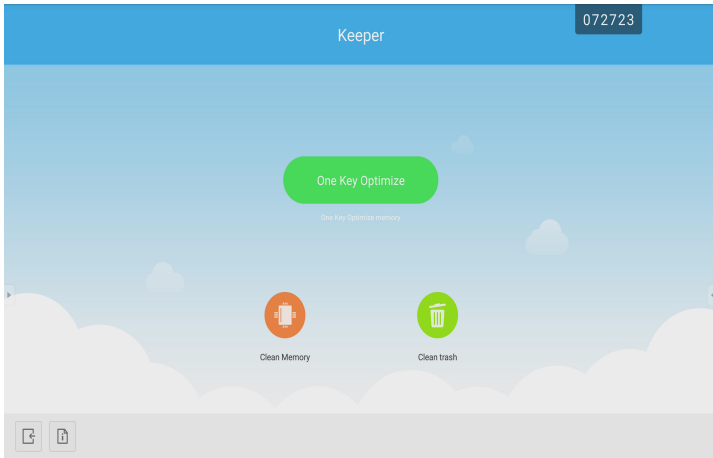 072723
Keeper
One Key Optimize
One Key Optimize memory
Clean Memory
Clean trash